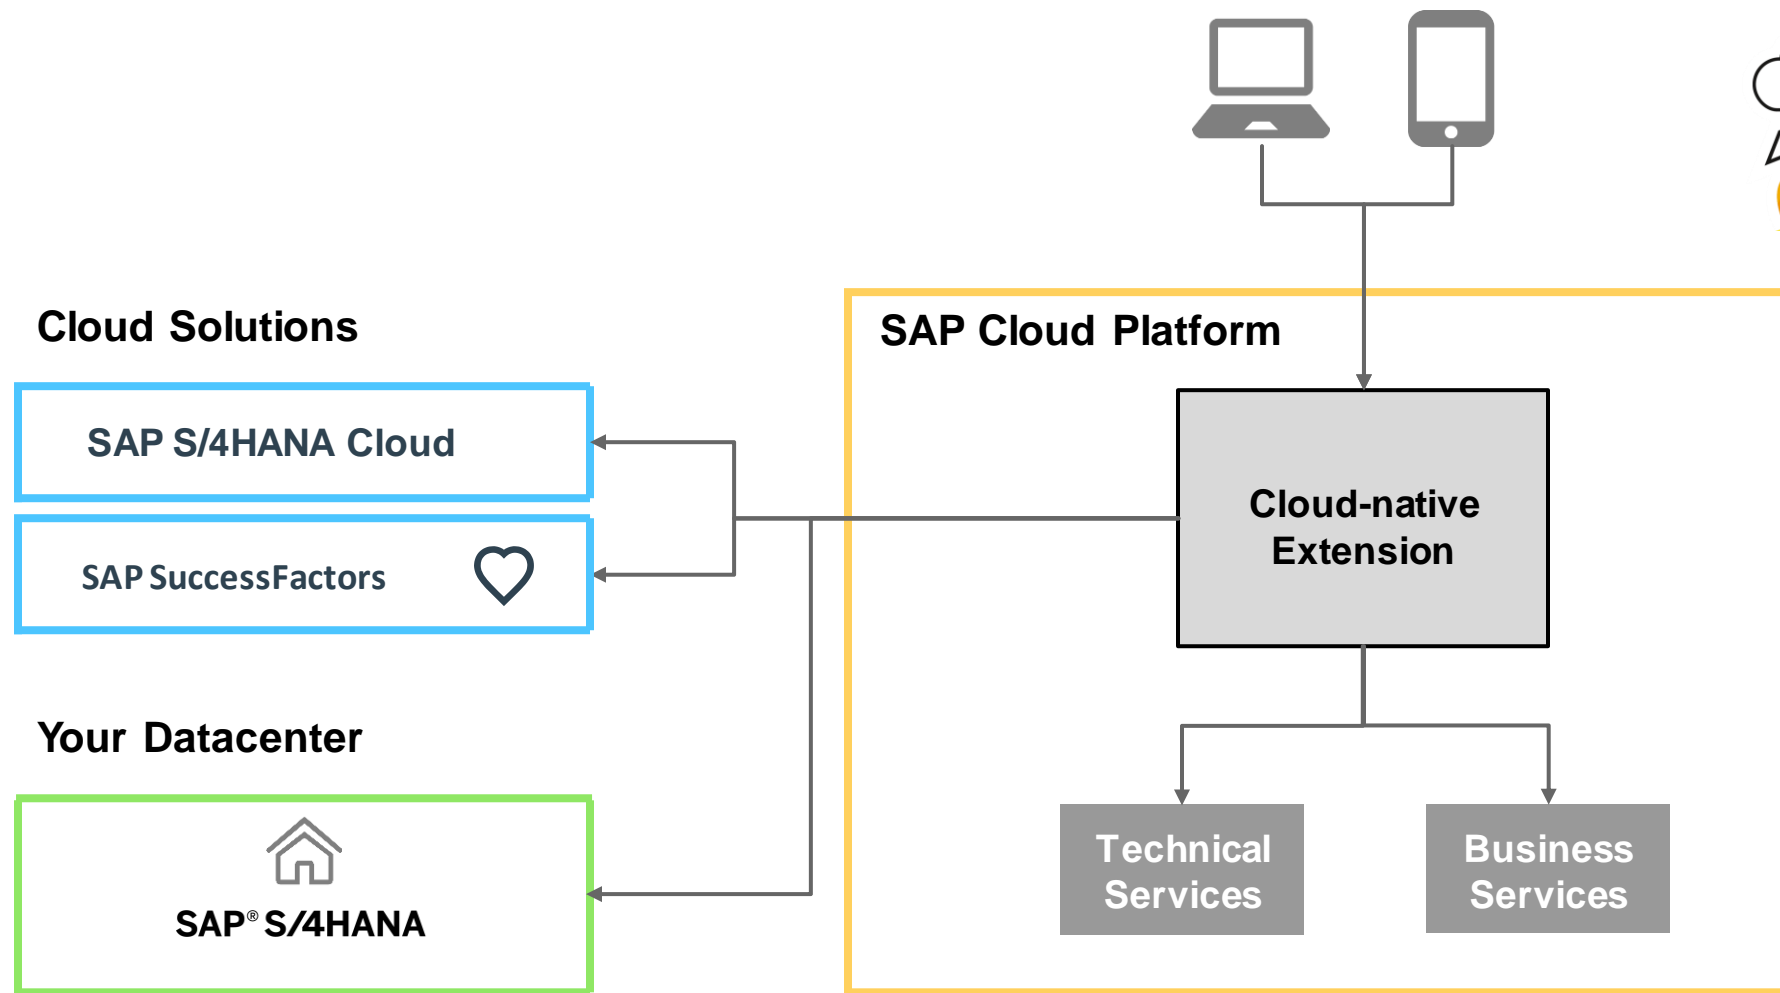 Cloud Solutions
SAP S/4HANA Cloud
SAP SuccessFactors
Your Datacenter
SAP® S/4HANA
SAP Cloud Platform
Cloud-native
Extension
Technical
Services
Business
Services